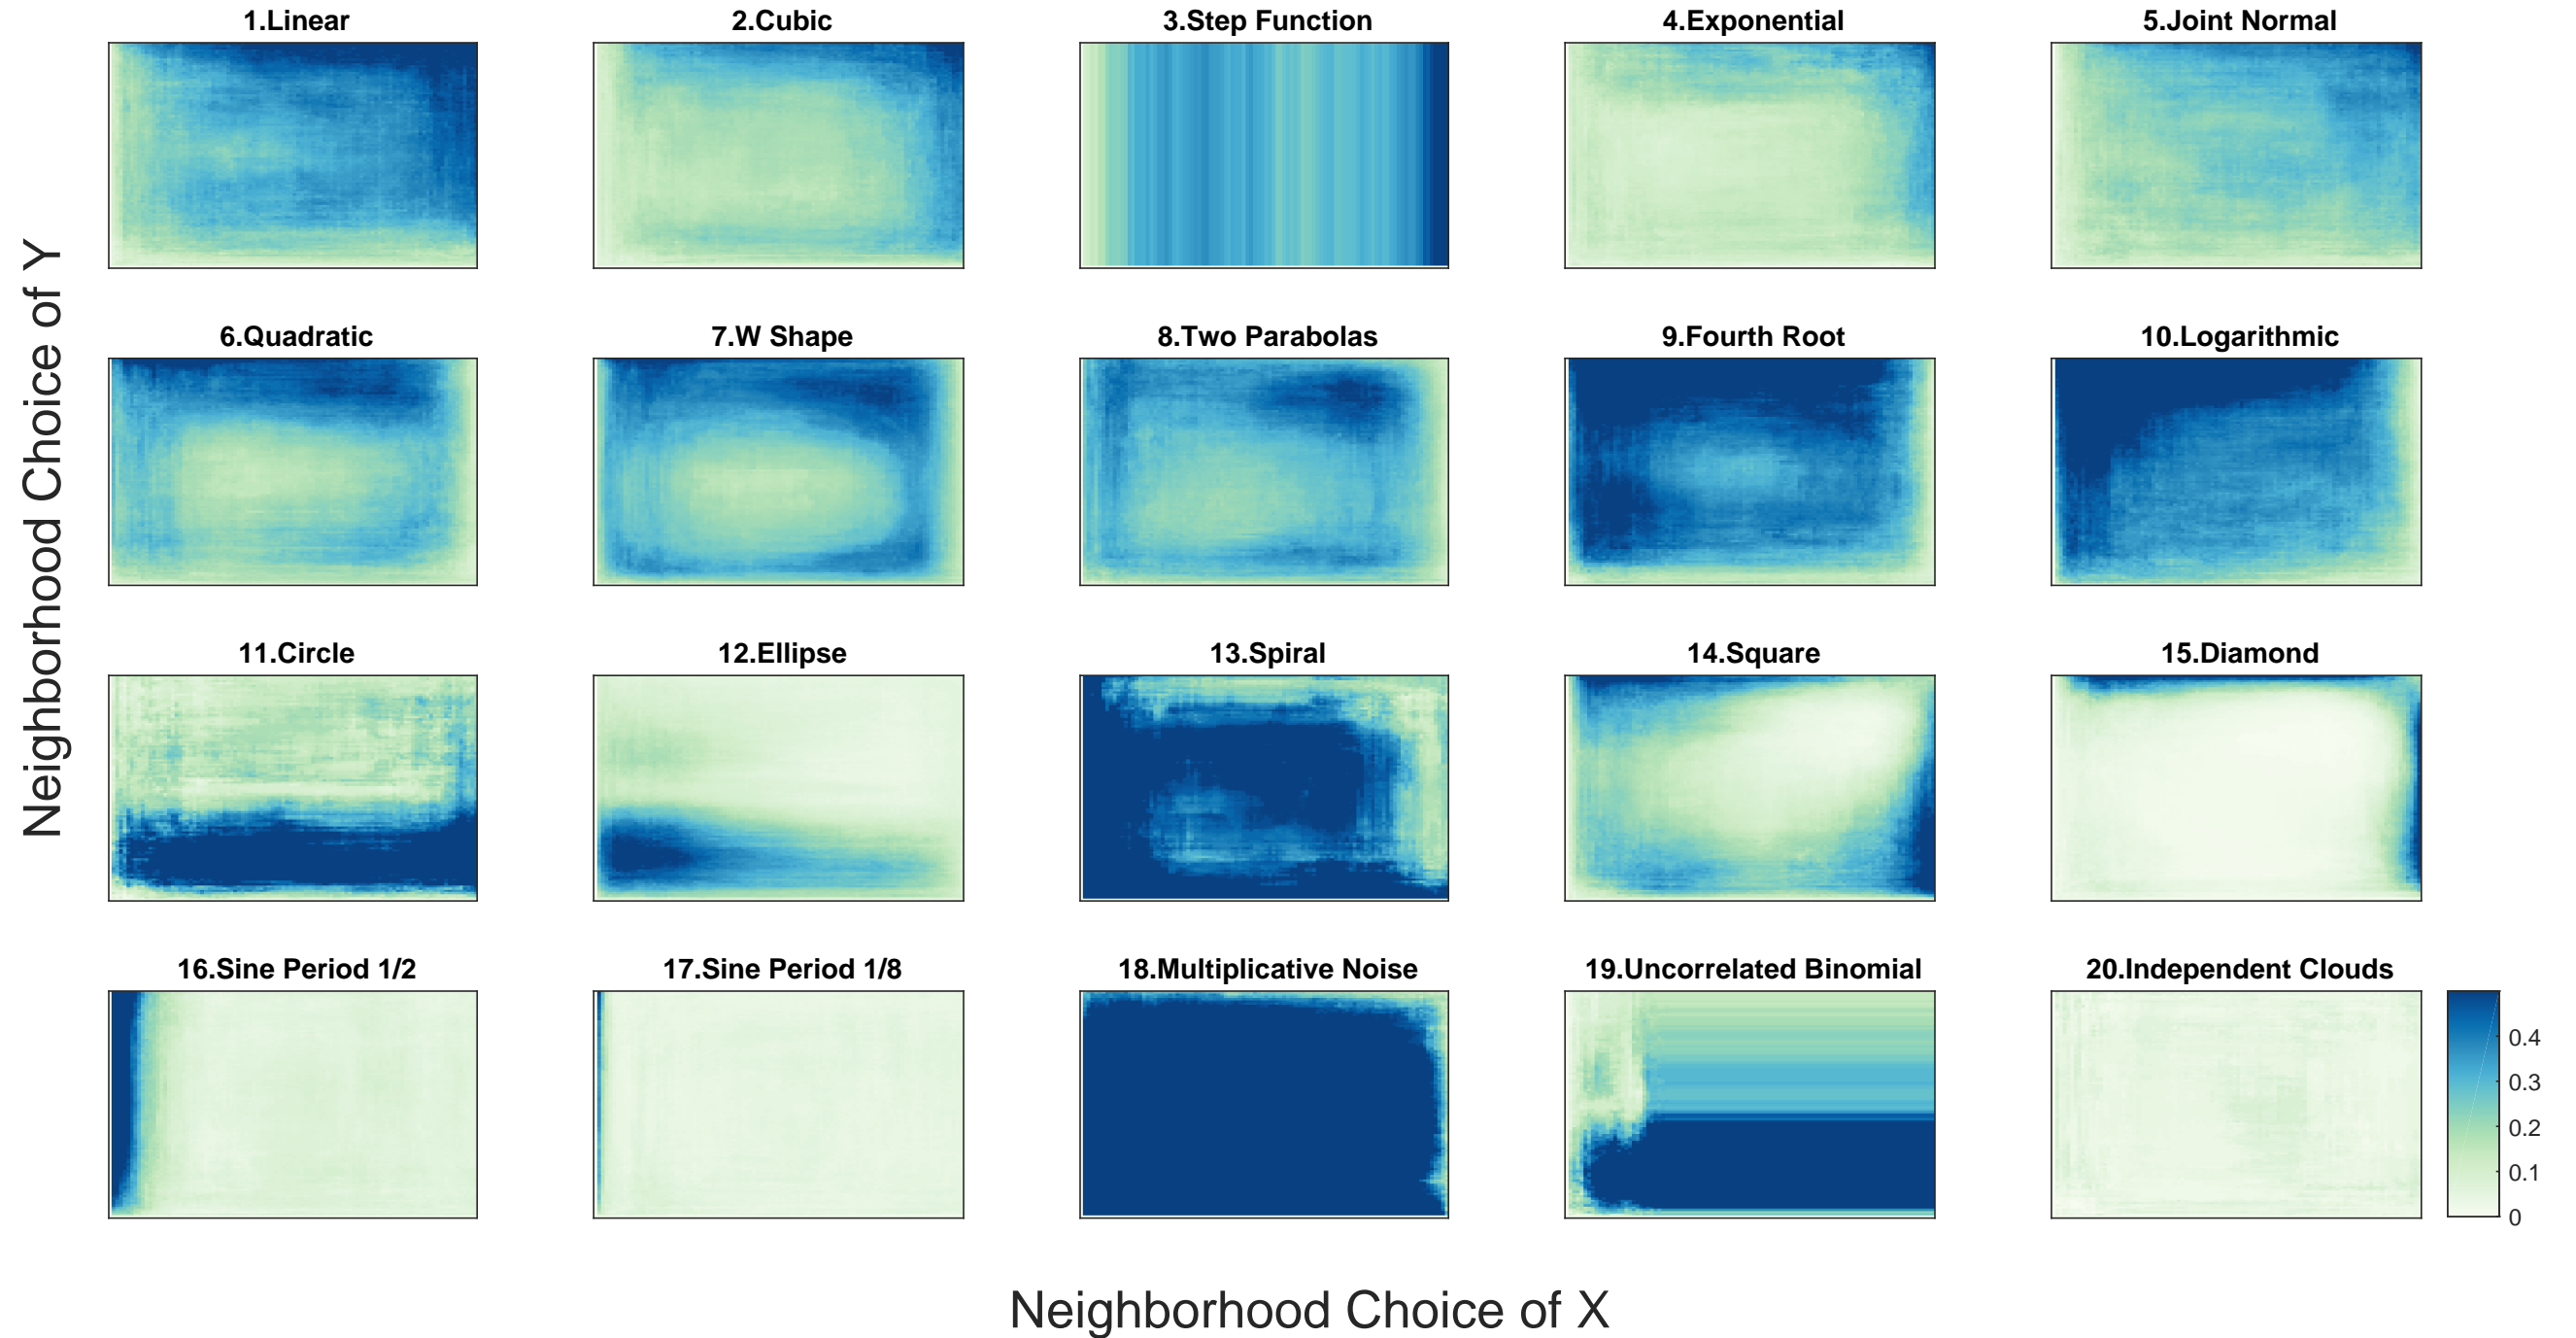 1.Linear
2.Cubic
3.Step Function
4.Exponential
5.Joint Normal
6.Quadratic
7.W Shape
8.Two Parabolas
9.Fourth Root
10.Logarithmic
11.Circle
12.Ellipse
13.Spiral
14.Square
15.Diamond
16.Sine Period 1/2
17.Sine Period 1/8
18.Multiplicative Noise
19.Uncorrelated Binomial
20.Independent Clouds
0.4
0.3
0.2
0.1
0
Neighborhood Choice of Y
Neighborhood Choice of X